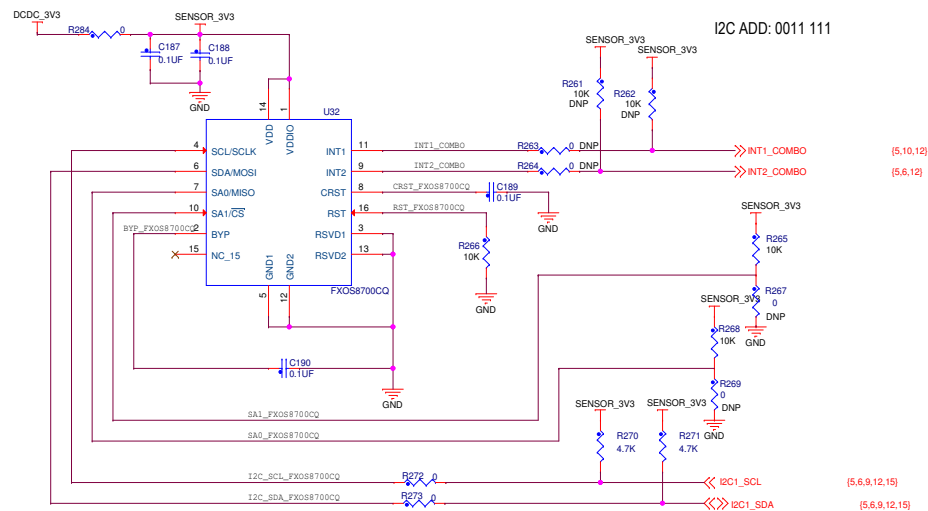 DCDC_3V3
SENSOR_3V3
I2C ADD: 0011 111
R284
0
C187
0.1UF
C188
0.1UF
GND
SENSOR_3V3
SENSOR_3V3
R261
10K
DNP
R262
10K
DNP
14
1
U32
VDD
VDDIO
4
SCL/SCLK
INT1
11
INT1_COMBO
R263
0
DNP
INT1_COMBO
{5,10,12}
6
SDA/MOSI
INT2
9
INT2_COMBO
R264
0
DNP
INT2_COMBO
{5,6,12}
7
SA0/MISO
CRST
8
CRST_FXOS8700CQ
C189
0.1UF
GND
10
SA1/CS
RST
16
RST_FXOS8700CQ
BYP_FXOS8700CQ
2
BYP
RSVD1
3
15
NC_15
RSVD2
13
R266
10K
GND
SENSOR_3V3
R265
10K
GND1
GND2
5
12
FXOS8700CQ
R267
0
DNP
GND
SENSOR_3V3
R268
10K
C190
0.1UF
GND
R269
0
DNP
GND
SA1_FXOS8700CQ
SA0_FXOS8700CQ
SENSOR_3V3
SENSOR_3V3
R270
4.7K
R271
4.7K
I2C_SCL_FXOS8700CQ
R272
0
I2C1_SCL
{5,6,9,12,15}
I2C_SDA_FXOS8700CQ
R273
0
I2C1_SDA
{5,6,9,12,15}